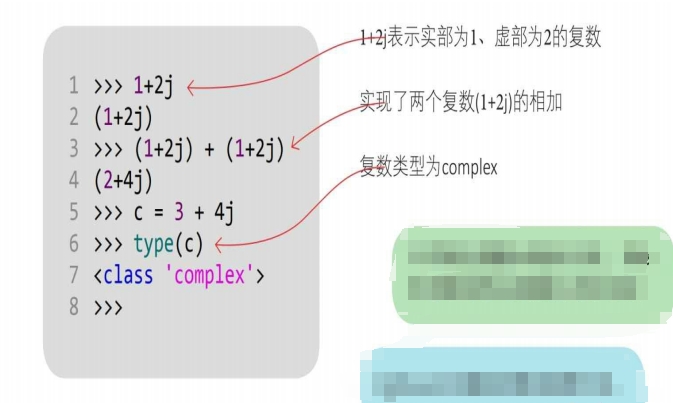 1+2j表示实部为1、虚部为2的复数
实现了两个复数(1+2j)的相加
复数类型为complex
1 >>> 1+2j
2 (1+2j)
3 >>> (1+2j) + (1+2j)
4 (2+4j)
5 >>> c = 3 + 4j
6 >>> type(c)
7 <class 'complex'>
8 >>>